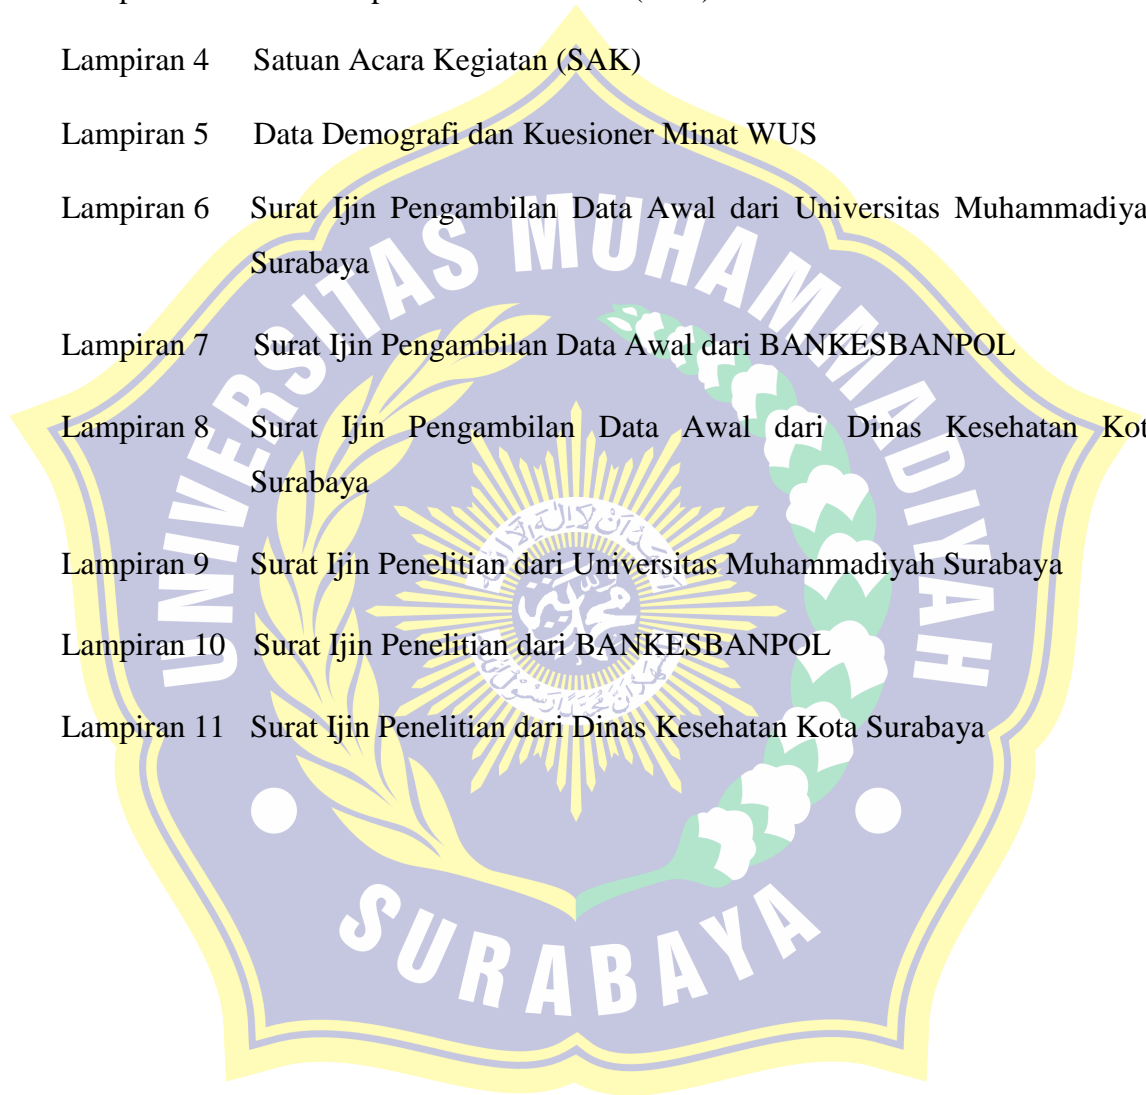 Lampiran 4 Satuan Acara Kegiatan (SAK)
Lampiran 5 Data Demografi dan Kuesioner Minat WUS
Lampiran 6 Surat Ijin Pengambilan Data Awal dari Universitas Muhammadiya
Surabaya
Lampiran 7 Surat Ijin Pengambilan Data Awal dari BANKESBANPOL
Lampiran 8 Surat Ijin Pengambilan Data Awal dari Dinas Kesehatan Kot
Surabaya
Lampiran 9 Surat Ijin Penelitian dari Universitas Muhammadiyah Surabaya
Lampiran 10 Surat Ijin Penelitian dari BANKESBANPOL
Lampiran 11 Surat Ijin Penelitian dari Dinas Kesehatan Kota Surabaya
UNIVERSITAS MUHAMMADIYAH
SURABAYA